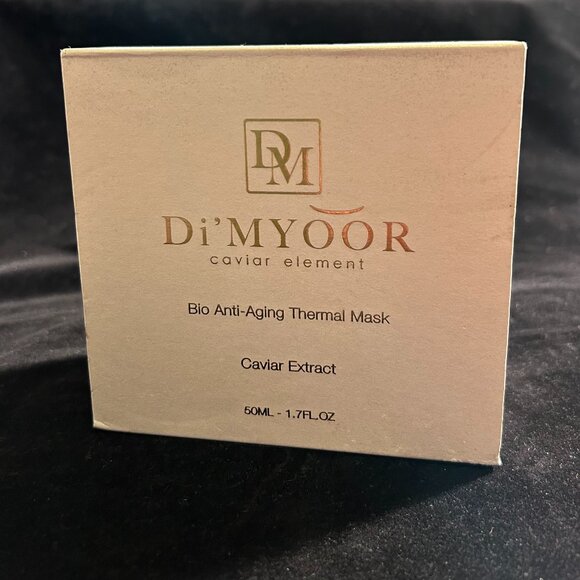 DM
Di'MYOOR
caviar element
Bio Anti-Aging Thermal Mask
Caviar Extract
50ML - 1.7FL.OZ